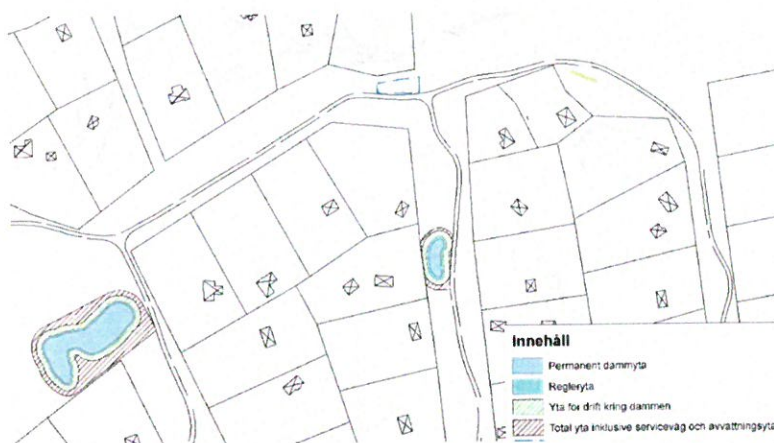 Innehåll
Permanent dammyta
Regleryta
Yta för drift kring dammen
Total yta inklusive serviceväg och avvattningsyta